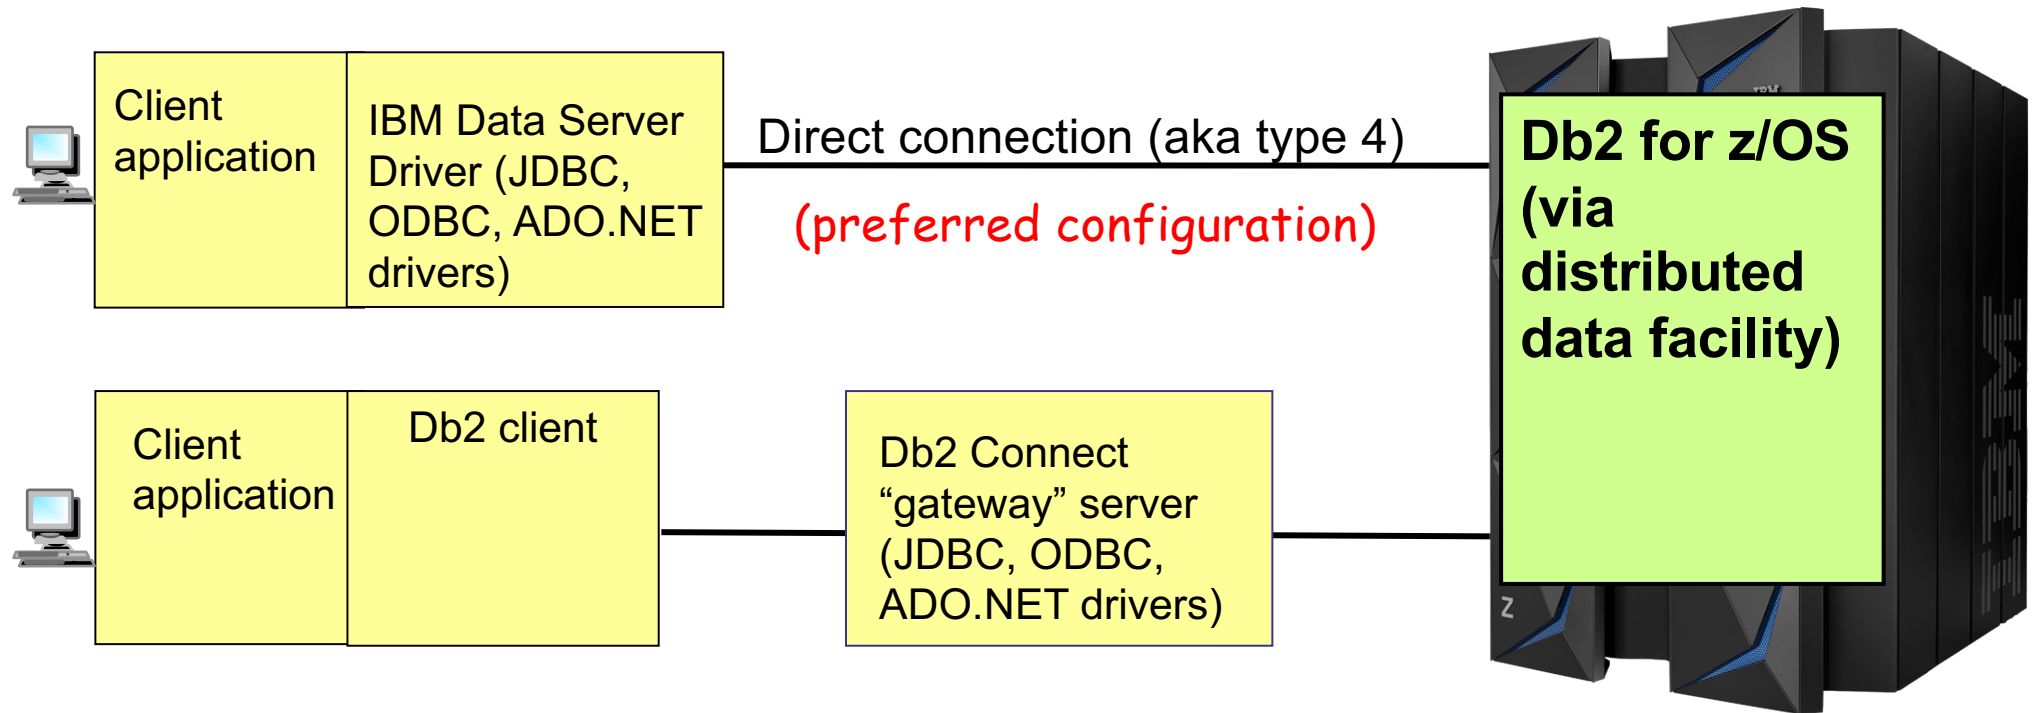 Client
application
IBM Data Server
Driver (JDBC,
ODBC, ADO.NET
drivers)
Direct connection (aka type 4)
(preferred configuration)
IBM
Db2 for z/OS
(via
distributed
data facility)
Client
application
Db2 client
Db2 Connect
“gateway” server
(JDBC, ODBC,
ADO.NET drivers)
Z
IBM